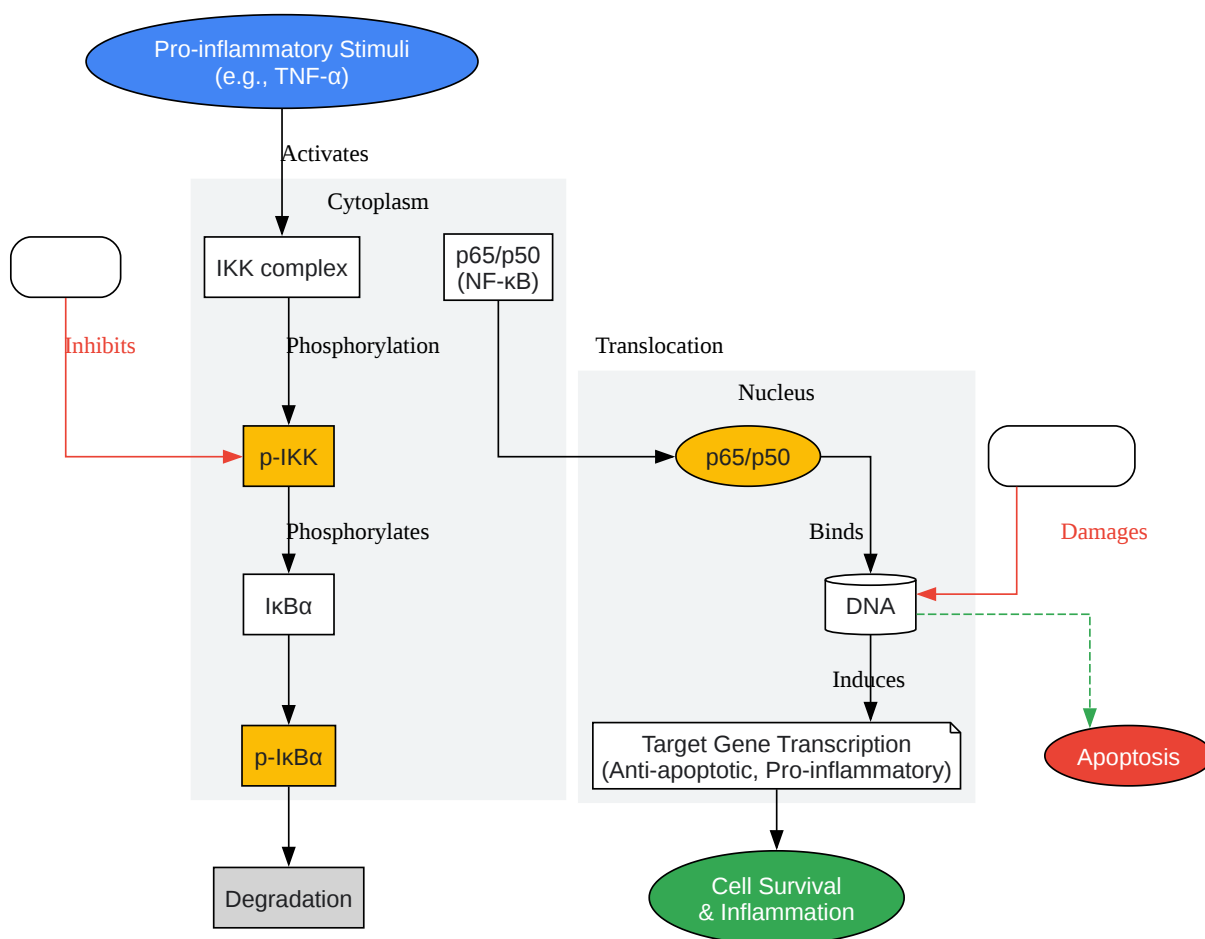 Pro-inflammatory Stimuli
(e.g., TNF-α)
Activates
Cytoplasm
IKK complex
p65/p50
(NF-κB)
Inhibits
Phosphorylation
Translocation
Nucleus
p-IKK
p65/p50
Phosphorylates
Binds
Damages
IκBα
DNA
Induces
p-IκBα
Target Gene Transcription
(Anti-apoptotic, Pro-inflammatory)
Apoptosis
Degradation
Cell Survival
& Inflammation